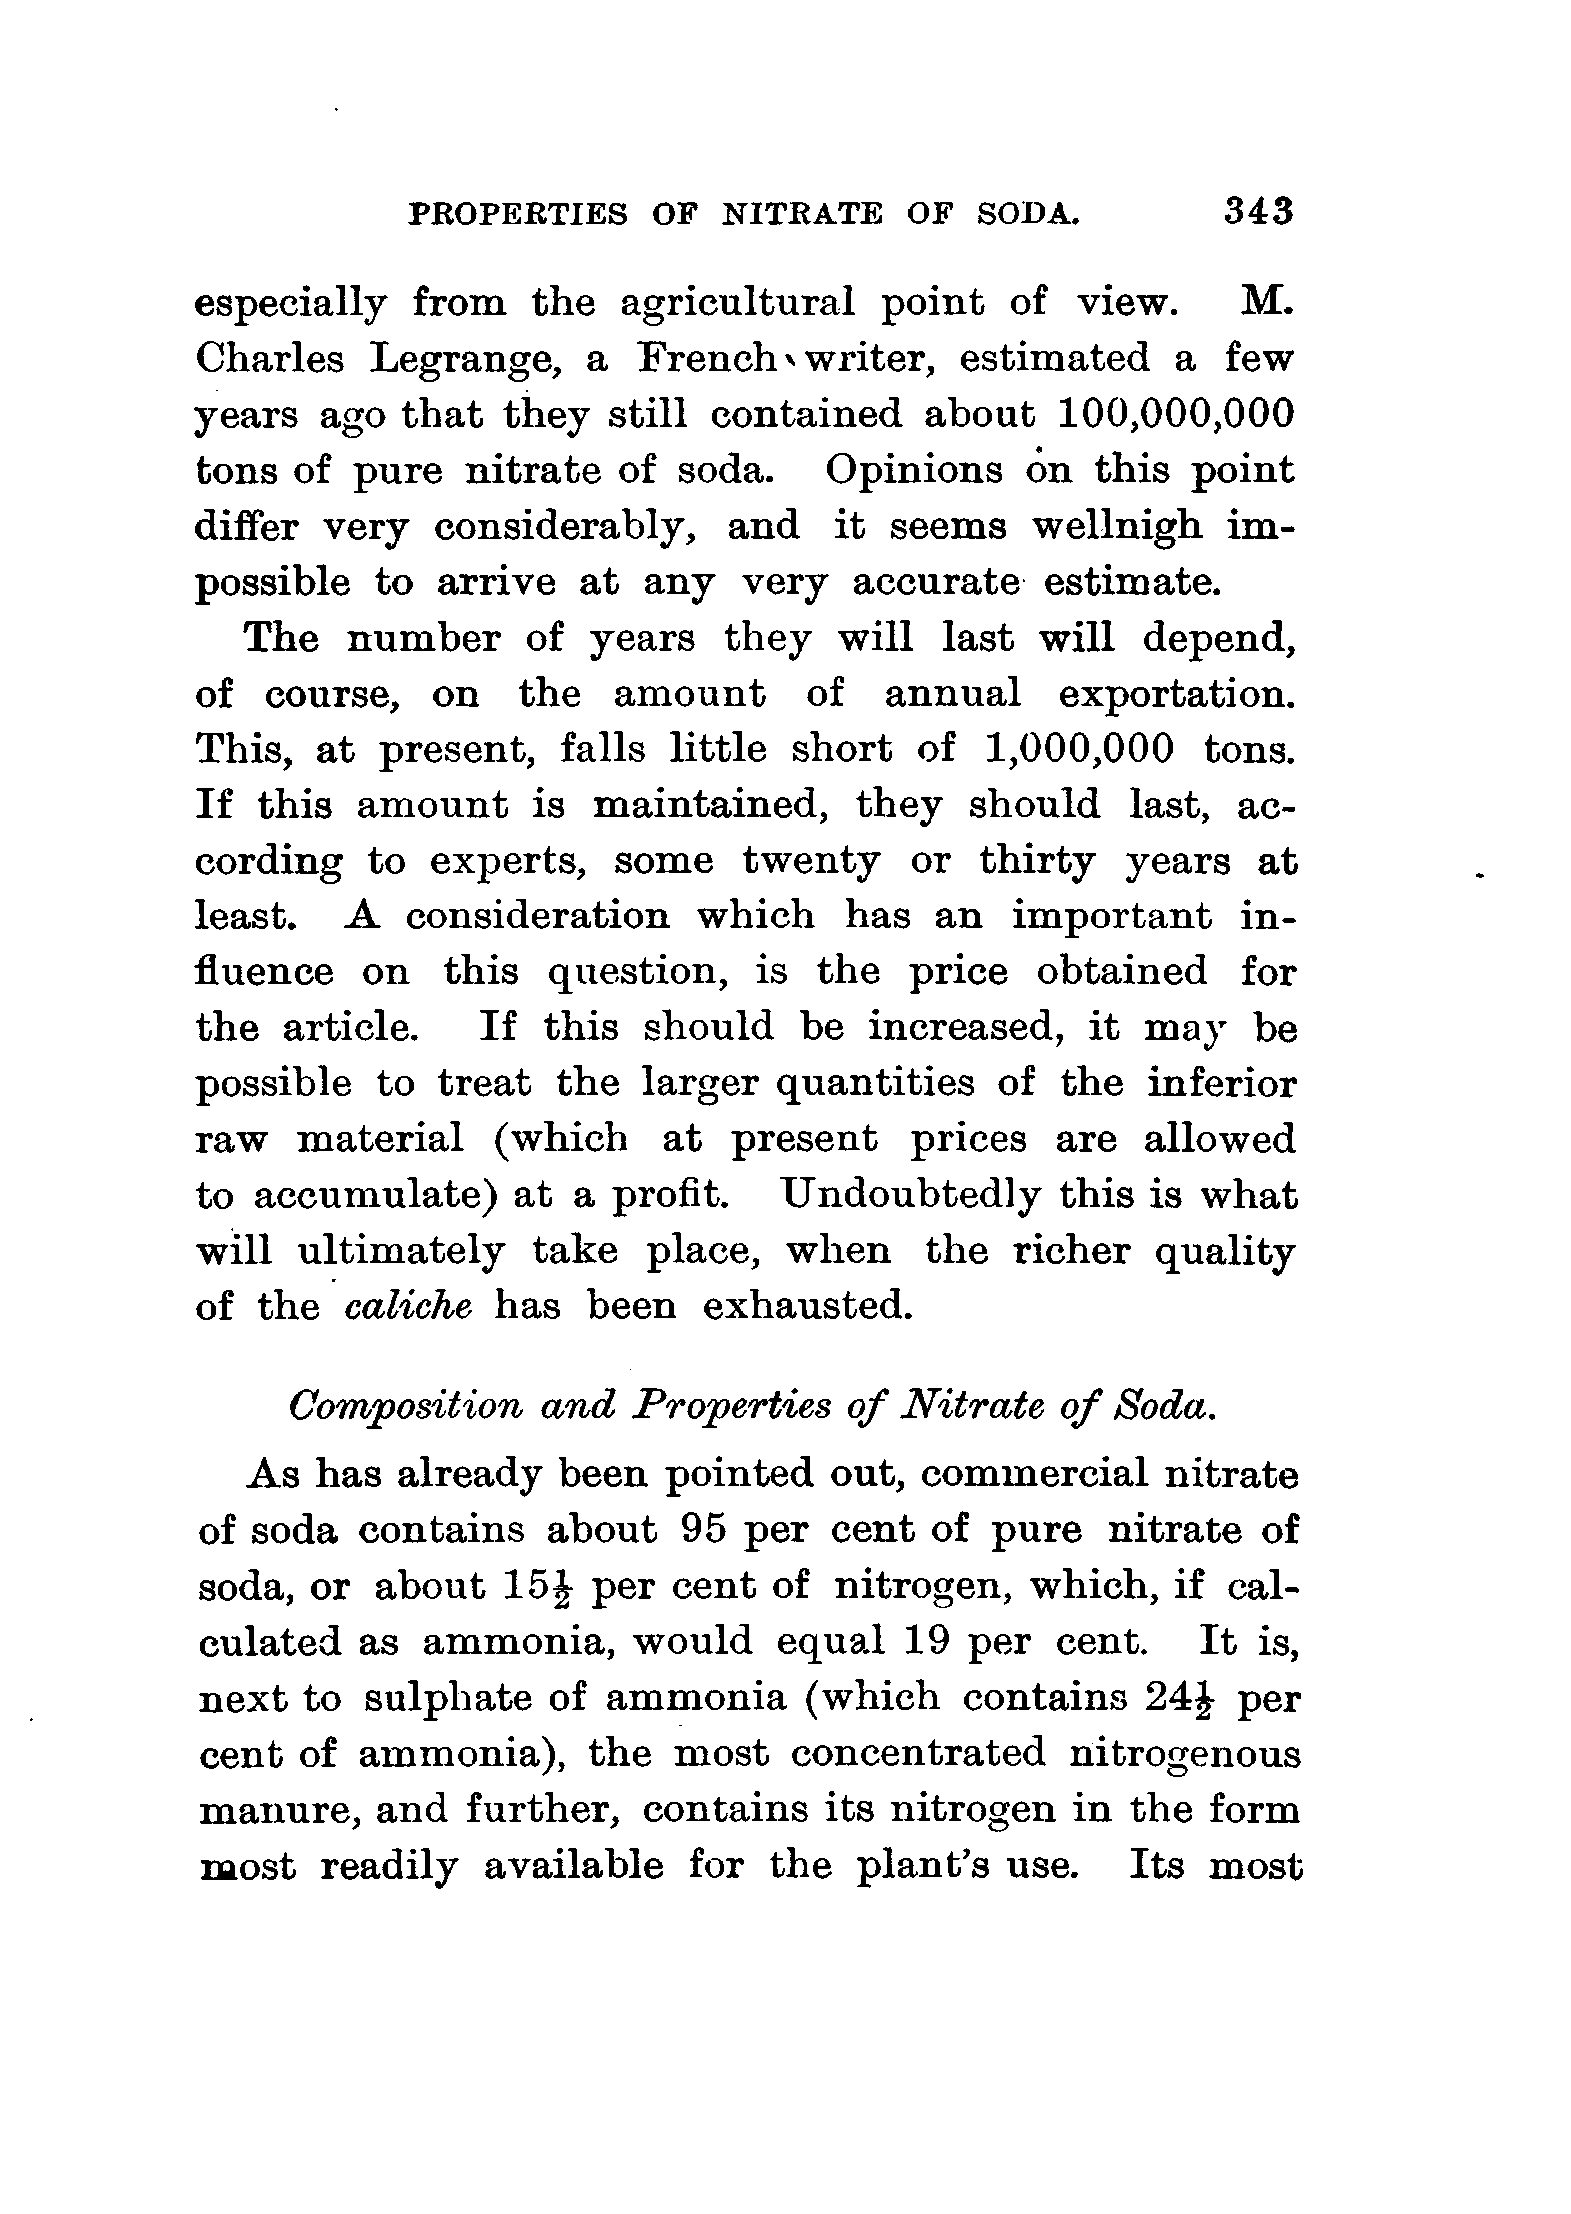 PROPERTIES OF NITRATE OF SODA. 343
especially from the agricultural point of view. M.
Charles Legrange, a French writer, estimated a few
years ago that they still contained about 100,000,000
tons of pure nitrate of soda. Opinions on this point
differ very considerably, and it seems wellnigh im-
possible to arrive at any very accurate estimate.
The number of years they will last will depend,
of course, on the amount of annual exportation.
This, at present, falls little short of 1,000,000 tons.
If this amount is maintained, they should last, ac-
cording to experts, some twenty or thirty years at
least. A consideration which has an important in-
fluence on this question, is the price obtained for
the article. If this should be increased, it may be
possible to treat the larger quantities of the inferior
raw material (which at present prices are allowed
to accumulate) at a profit. Undoubtedly this is what
will ultimately take place, when the richer quality
of the caliche has been exhausted.
Composition and Properties of Nitrate of Soda.
As has already been pointed out, commercial nitrate
of soda contains about 95 per cent of pure nitrate of
soda, or about 15½ per cent of nitrogen, which, if cal-
culated as ammonia, would equal 19 per cent. It is,
next to sulphate of ammonia (which contains 24½ per
cent of ammonia), the most concentrated nitrogenous
manure, and further, contains its nitrogen in the form
most readily available for the plant's use. Its most